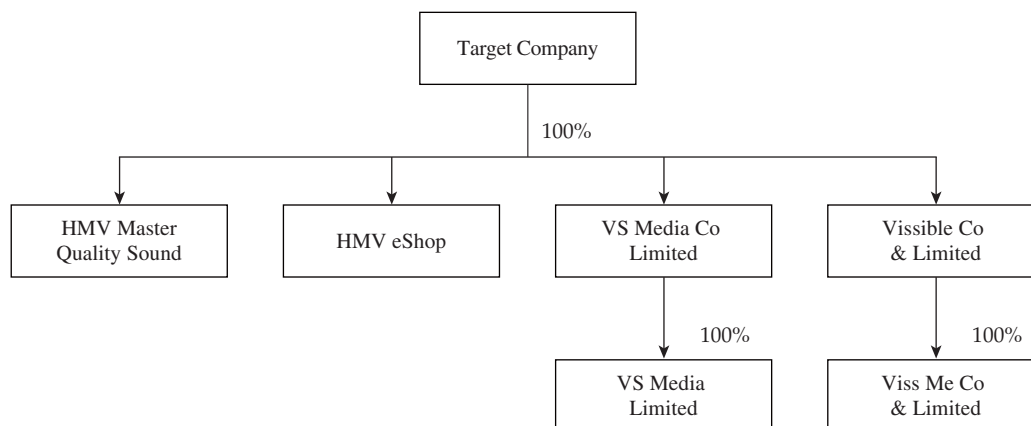 Target Company
100%
HMV Master
Quality Sound
HMV eShop
VS Media Co
Limited
Vissible Co
& Limited
100%
100%
VS Media
Limited
Viss Me Co
& Limited